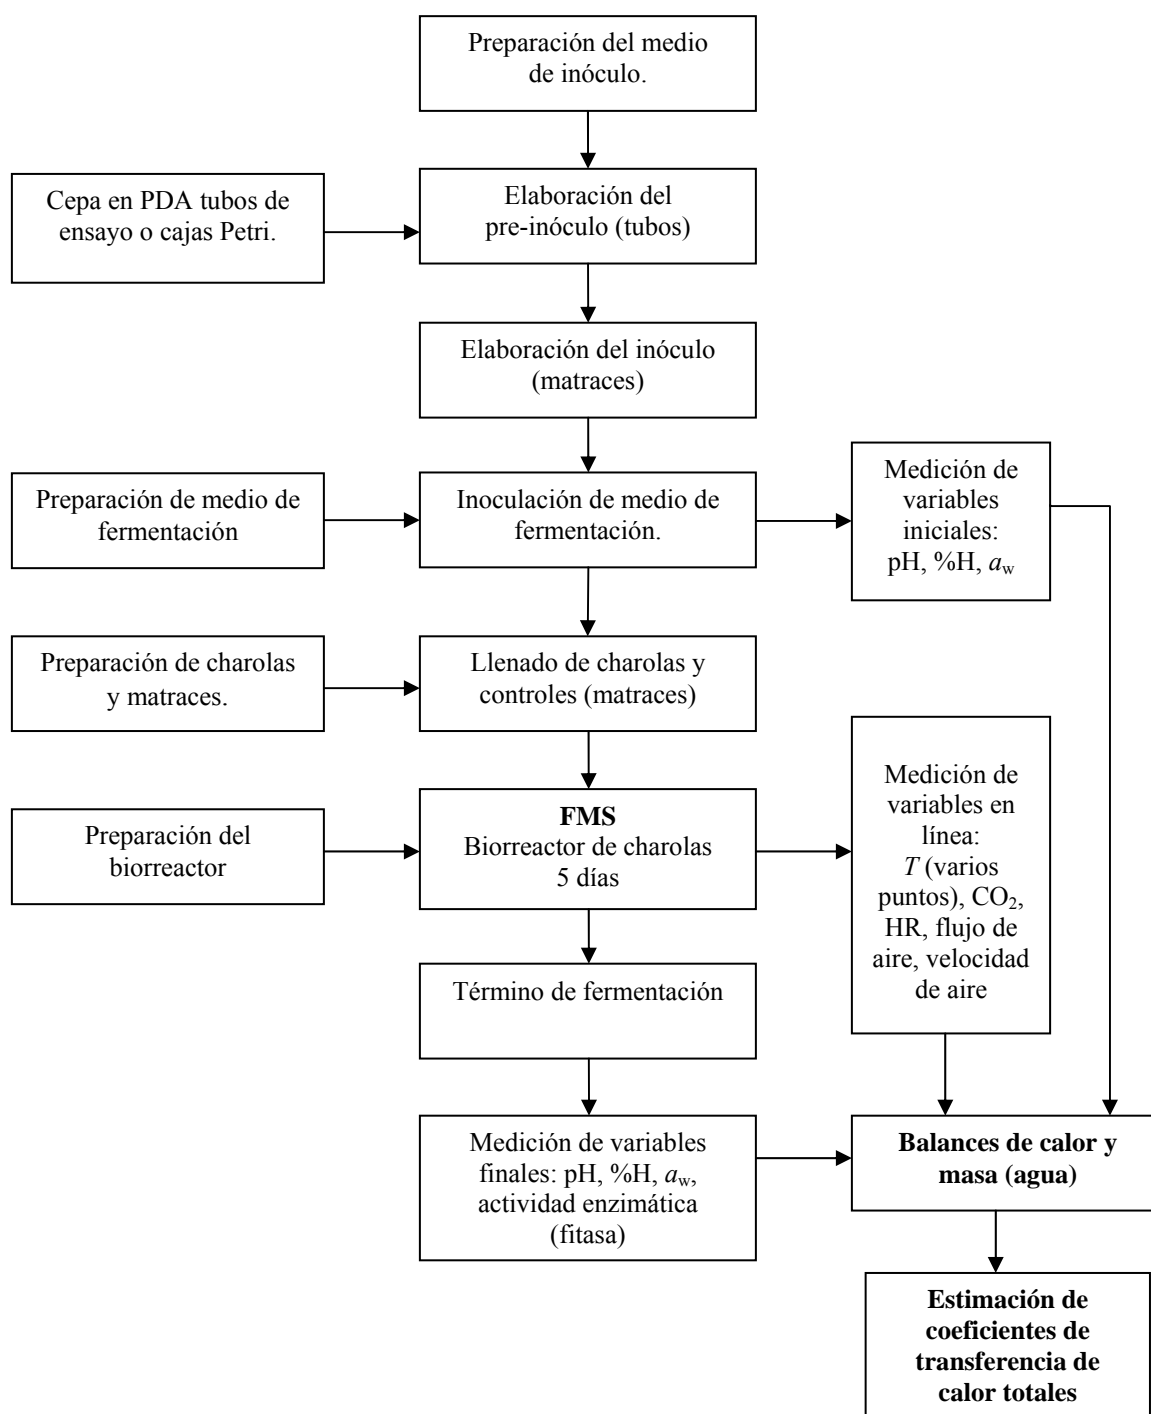 Preparación del medio
de inóculo.
Cepa en PDA tubos de
ensayo o cajas Petri.
Elaboración del
pre-inóculo (tubos)
Elaboración del inóculo
(matraces)
Preparación de medio de
fermentación
Inoculación de medio de
fermentación.
Medición de
variables
iniciales:
pH, %H, a_w
Preparación de charolas
y matraces.
Llenado de charolas y
controles (matraces)
Preparación del
biorreactor
FMS
Biorreactor de charolas
5 días
Medición de
variables en
línea:
T (varios
puntos), CO₂,
HR, flujo de
aire, velocidad
de aire
Término de fermentación
Medición de variables
finales: pH, %H, a_w,
actividad enzimática
(fitasa)
Balances de calor y
masa (agua)
Estimación de
coeficientes de
transferencia de
calor totales